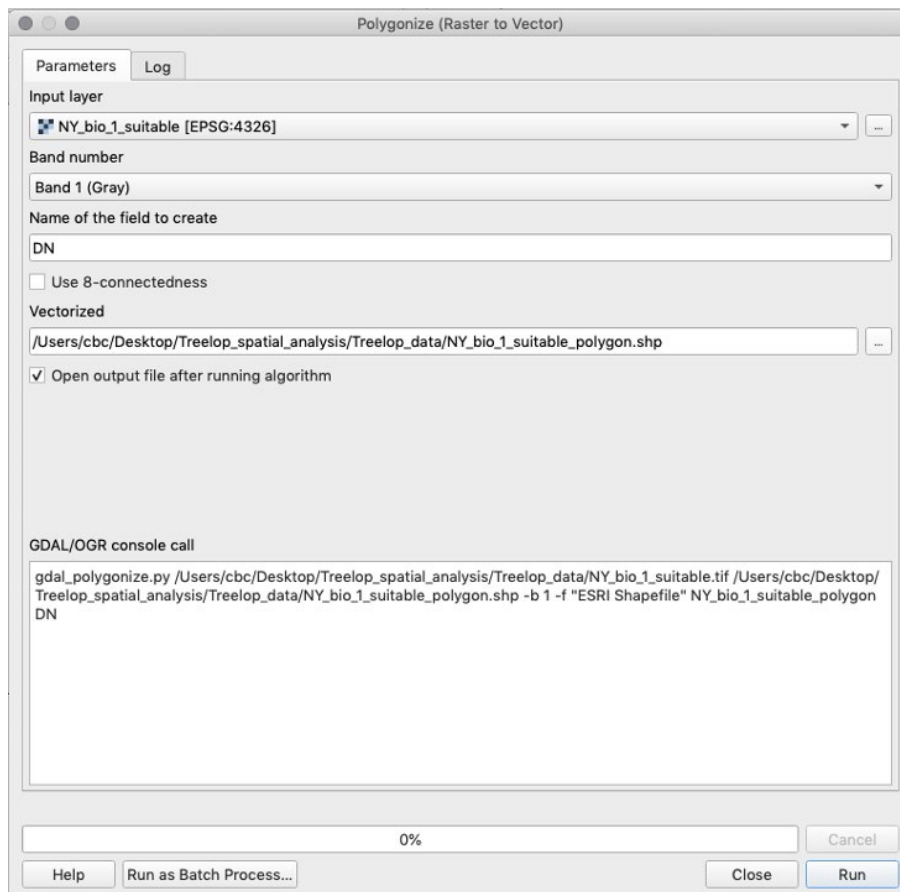 Polygonize (Raster to Vector)
Parameters
Log
Input layer
NY_bio_1_suitable [EPSG:4326]
...
Band number
Band 1 (Gray)
Name of the field to create
DN
Use 8-connectedness
Vectorized
/Users/cbc/Desktop/Treelop_spatial_analysis/Treelop_data/NY_bio_1_suitable_polygon.shp
...
Open output file after running algorithm
GDAL/OGR console call
gdal_polygonize.py /Users/cbc/Desktop/Treelop_spatial_analysis/Treelop_data/NY_bio_1_suitable.tif /Users/cbc/Desktop/
Treelop_spatial_analysis/Treelop_data/NY_bio_1_suitable_polygon.shp -b 1 -f "ESRI Shapefile" NY_bio_1_suitable_polygon
DN
0%
Cancel
Help
Run as Batch Process...
Close
Run